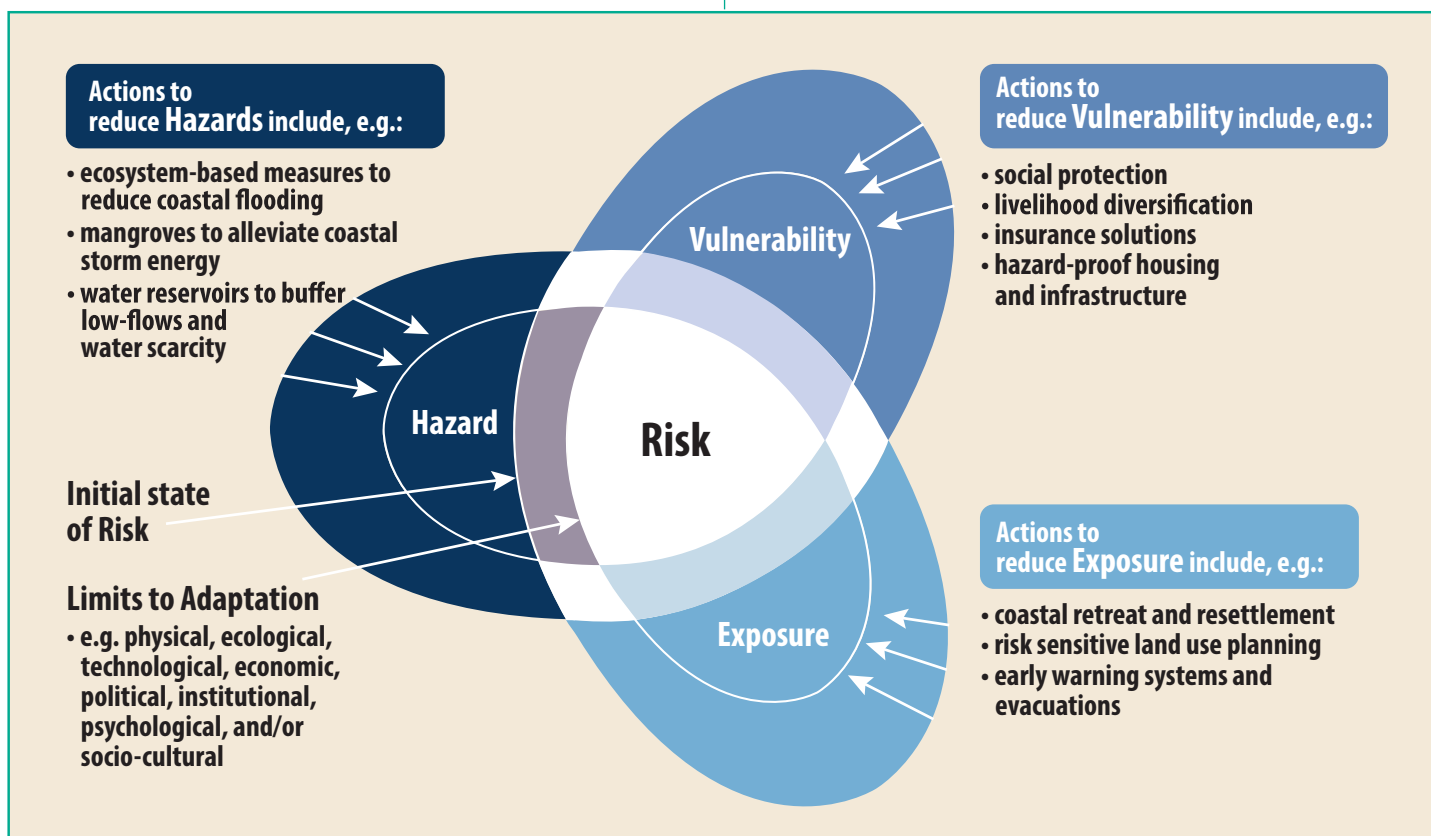 Actions to
reduce Hazards include, e.g.:
• ecosystem-based measures to
reduce coastal flooding
• mangroves to alleviate coastal
storm energy
• water reservoirs to buffer
low-flows and
water scarcity
Actions to
reduce Vulnerability include, e.g.:
• social protection
• livelihood diversification
• insurance solutions
• hazard-proof housing
and infrastructure
Vulnerability
Hazard
Risk
Exposure
Initial state
of Risk
Limits to Adaptation
• e.g. physical, ecological,
technological, economic,
political, institutional,
psychological, and/or
socio-cultural
Actions to
reduce Exposure include, e.g.:
• coastal retreat and resettlement
• risk sensitive land use planning
• early warning systems and
evacuations